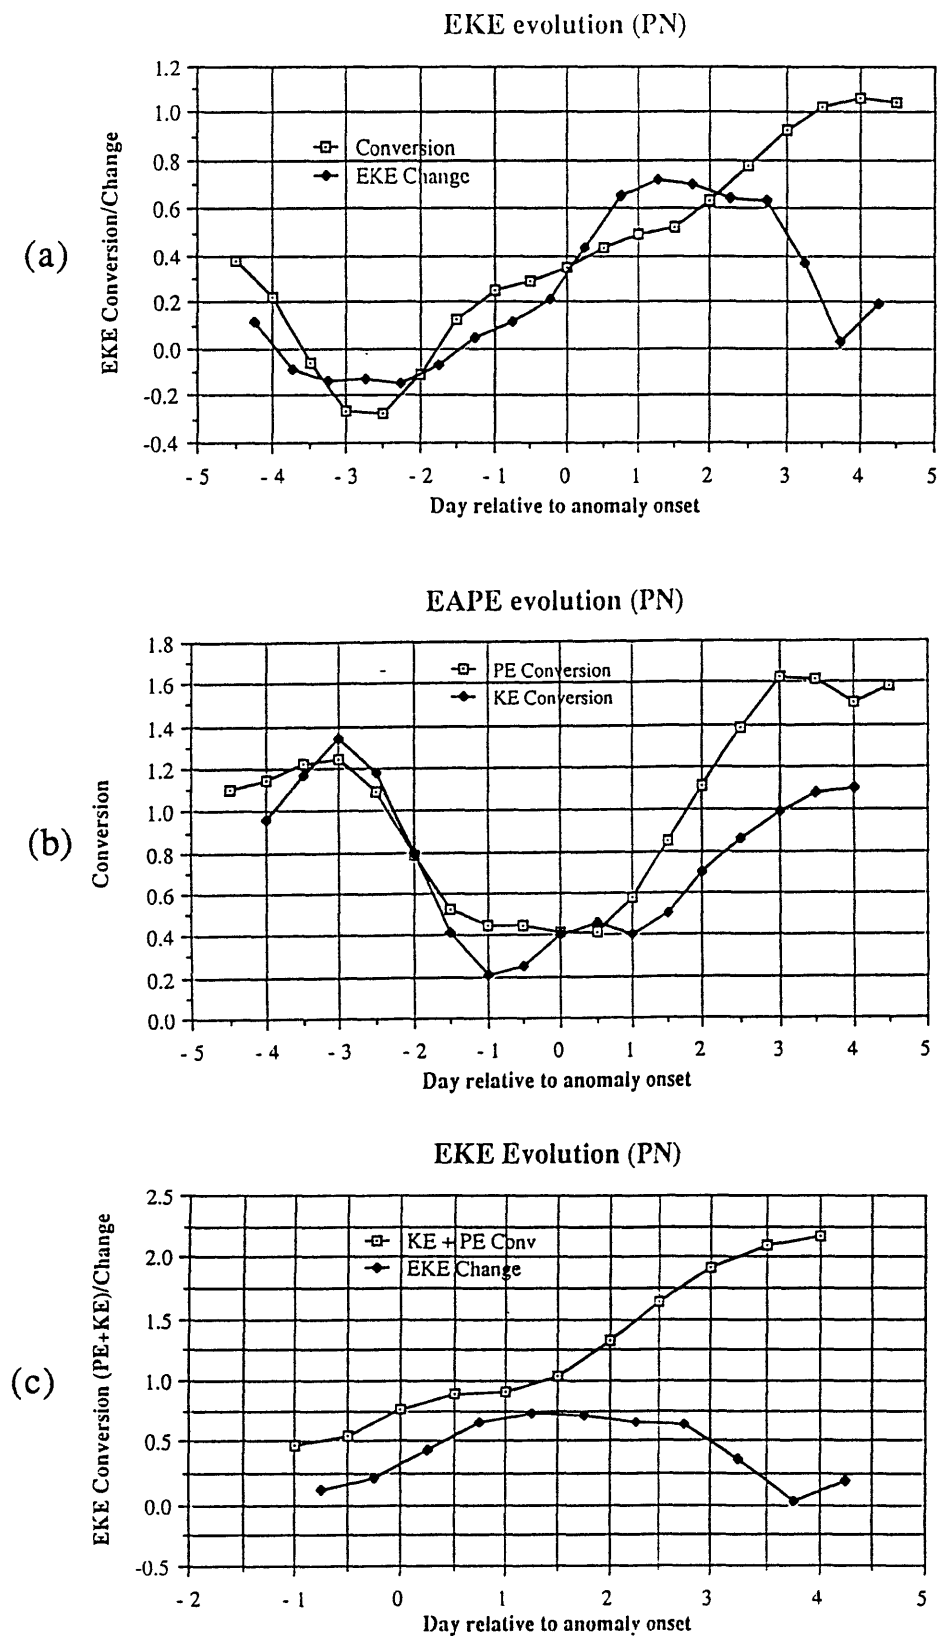 EKE evolution (PN)
(a)
EKE Conversion/Change
1.2
1.0
0.8
0.6
0.4
0.2
0.0
-0.2
-0.4
Conversion
EKE Change
- 5 - 4 - 3 - 2 - 1 0 1 2 3 4 5
Day relative to anomaly onset
EAPE evolution (PN)
(b)
Conversion
1.8
1.6
1.4
1.2
1.0
0.8
0.6
0.4
0.2
0.0
PE Conversion
KE Conversion
- 5 - 4 - 3 - 2 - 1 0 1 2 3 4 5
Day relative to anomaly onset
EKE Evolution (PN)
(c)
EKE Conversion (PE+KE)/Change
2.5
2.0
1.5
1.0
0.5
0.0
-0.5
KE + PE Conv
EKE Change
- 2 - 1 0 1 2 3 4 5
Day relative to anomaly onset